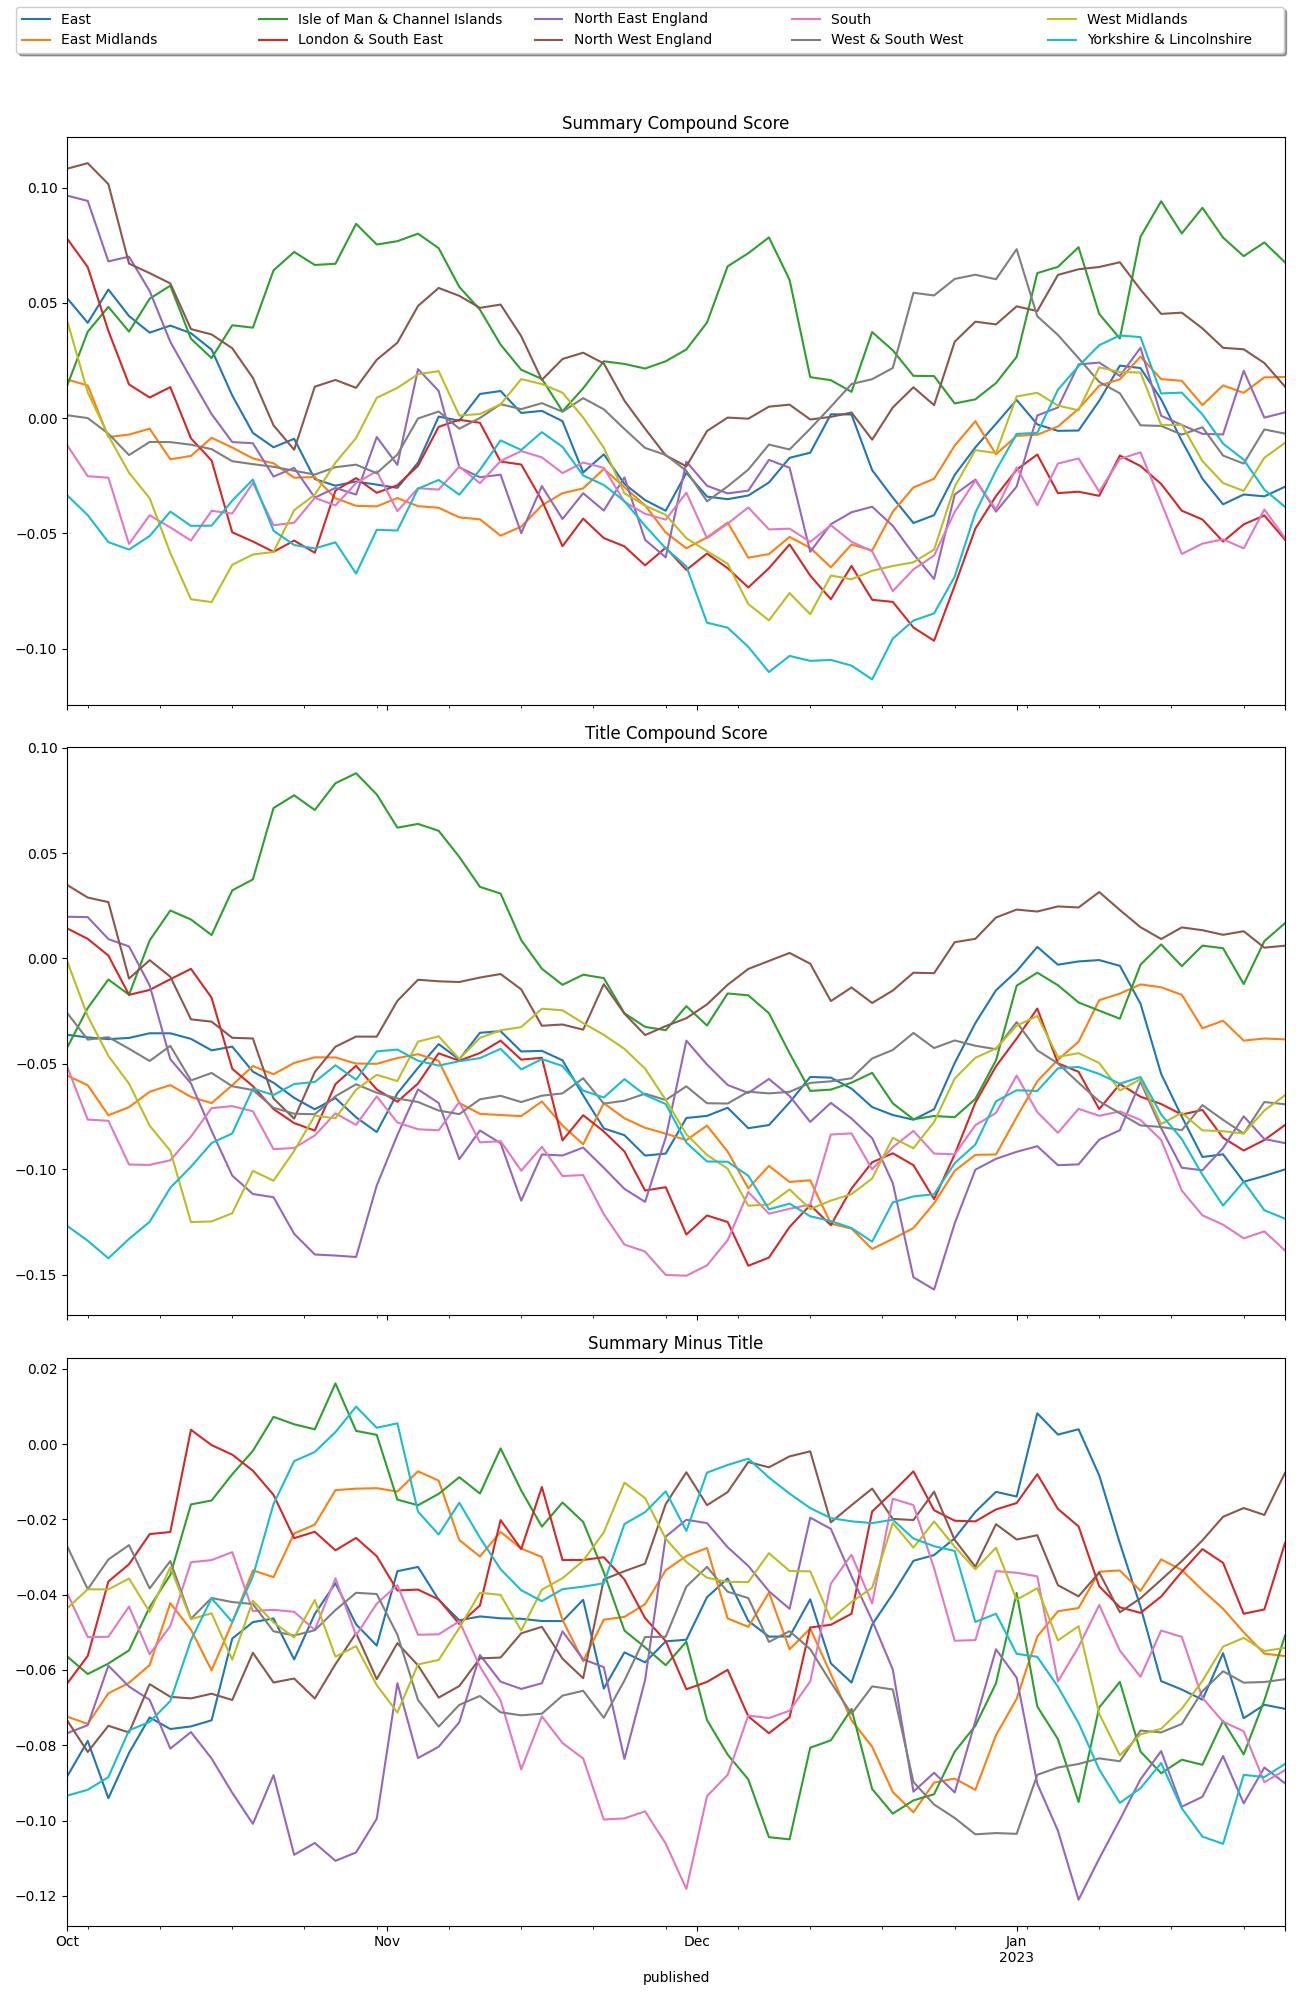 East Isle of Man & Channel Islands North East England South West Midlands
East Midlands London & South East North West England West & South West Yorkshire & Lincolnshire
Summary Compound Score
0.10
0.05
0.00
−0.05
−0.10
Title Compound Score
0.10
0.05
0.00
−0.05
−0.10
−0.15
Summary Minus Title
0.02
0.00
−0.02
−0.04
−0.06
−0.08
−0.10
−0.12
Oct Nov Dec Jan
2023
published